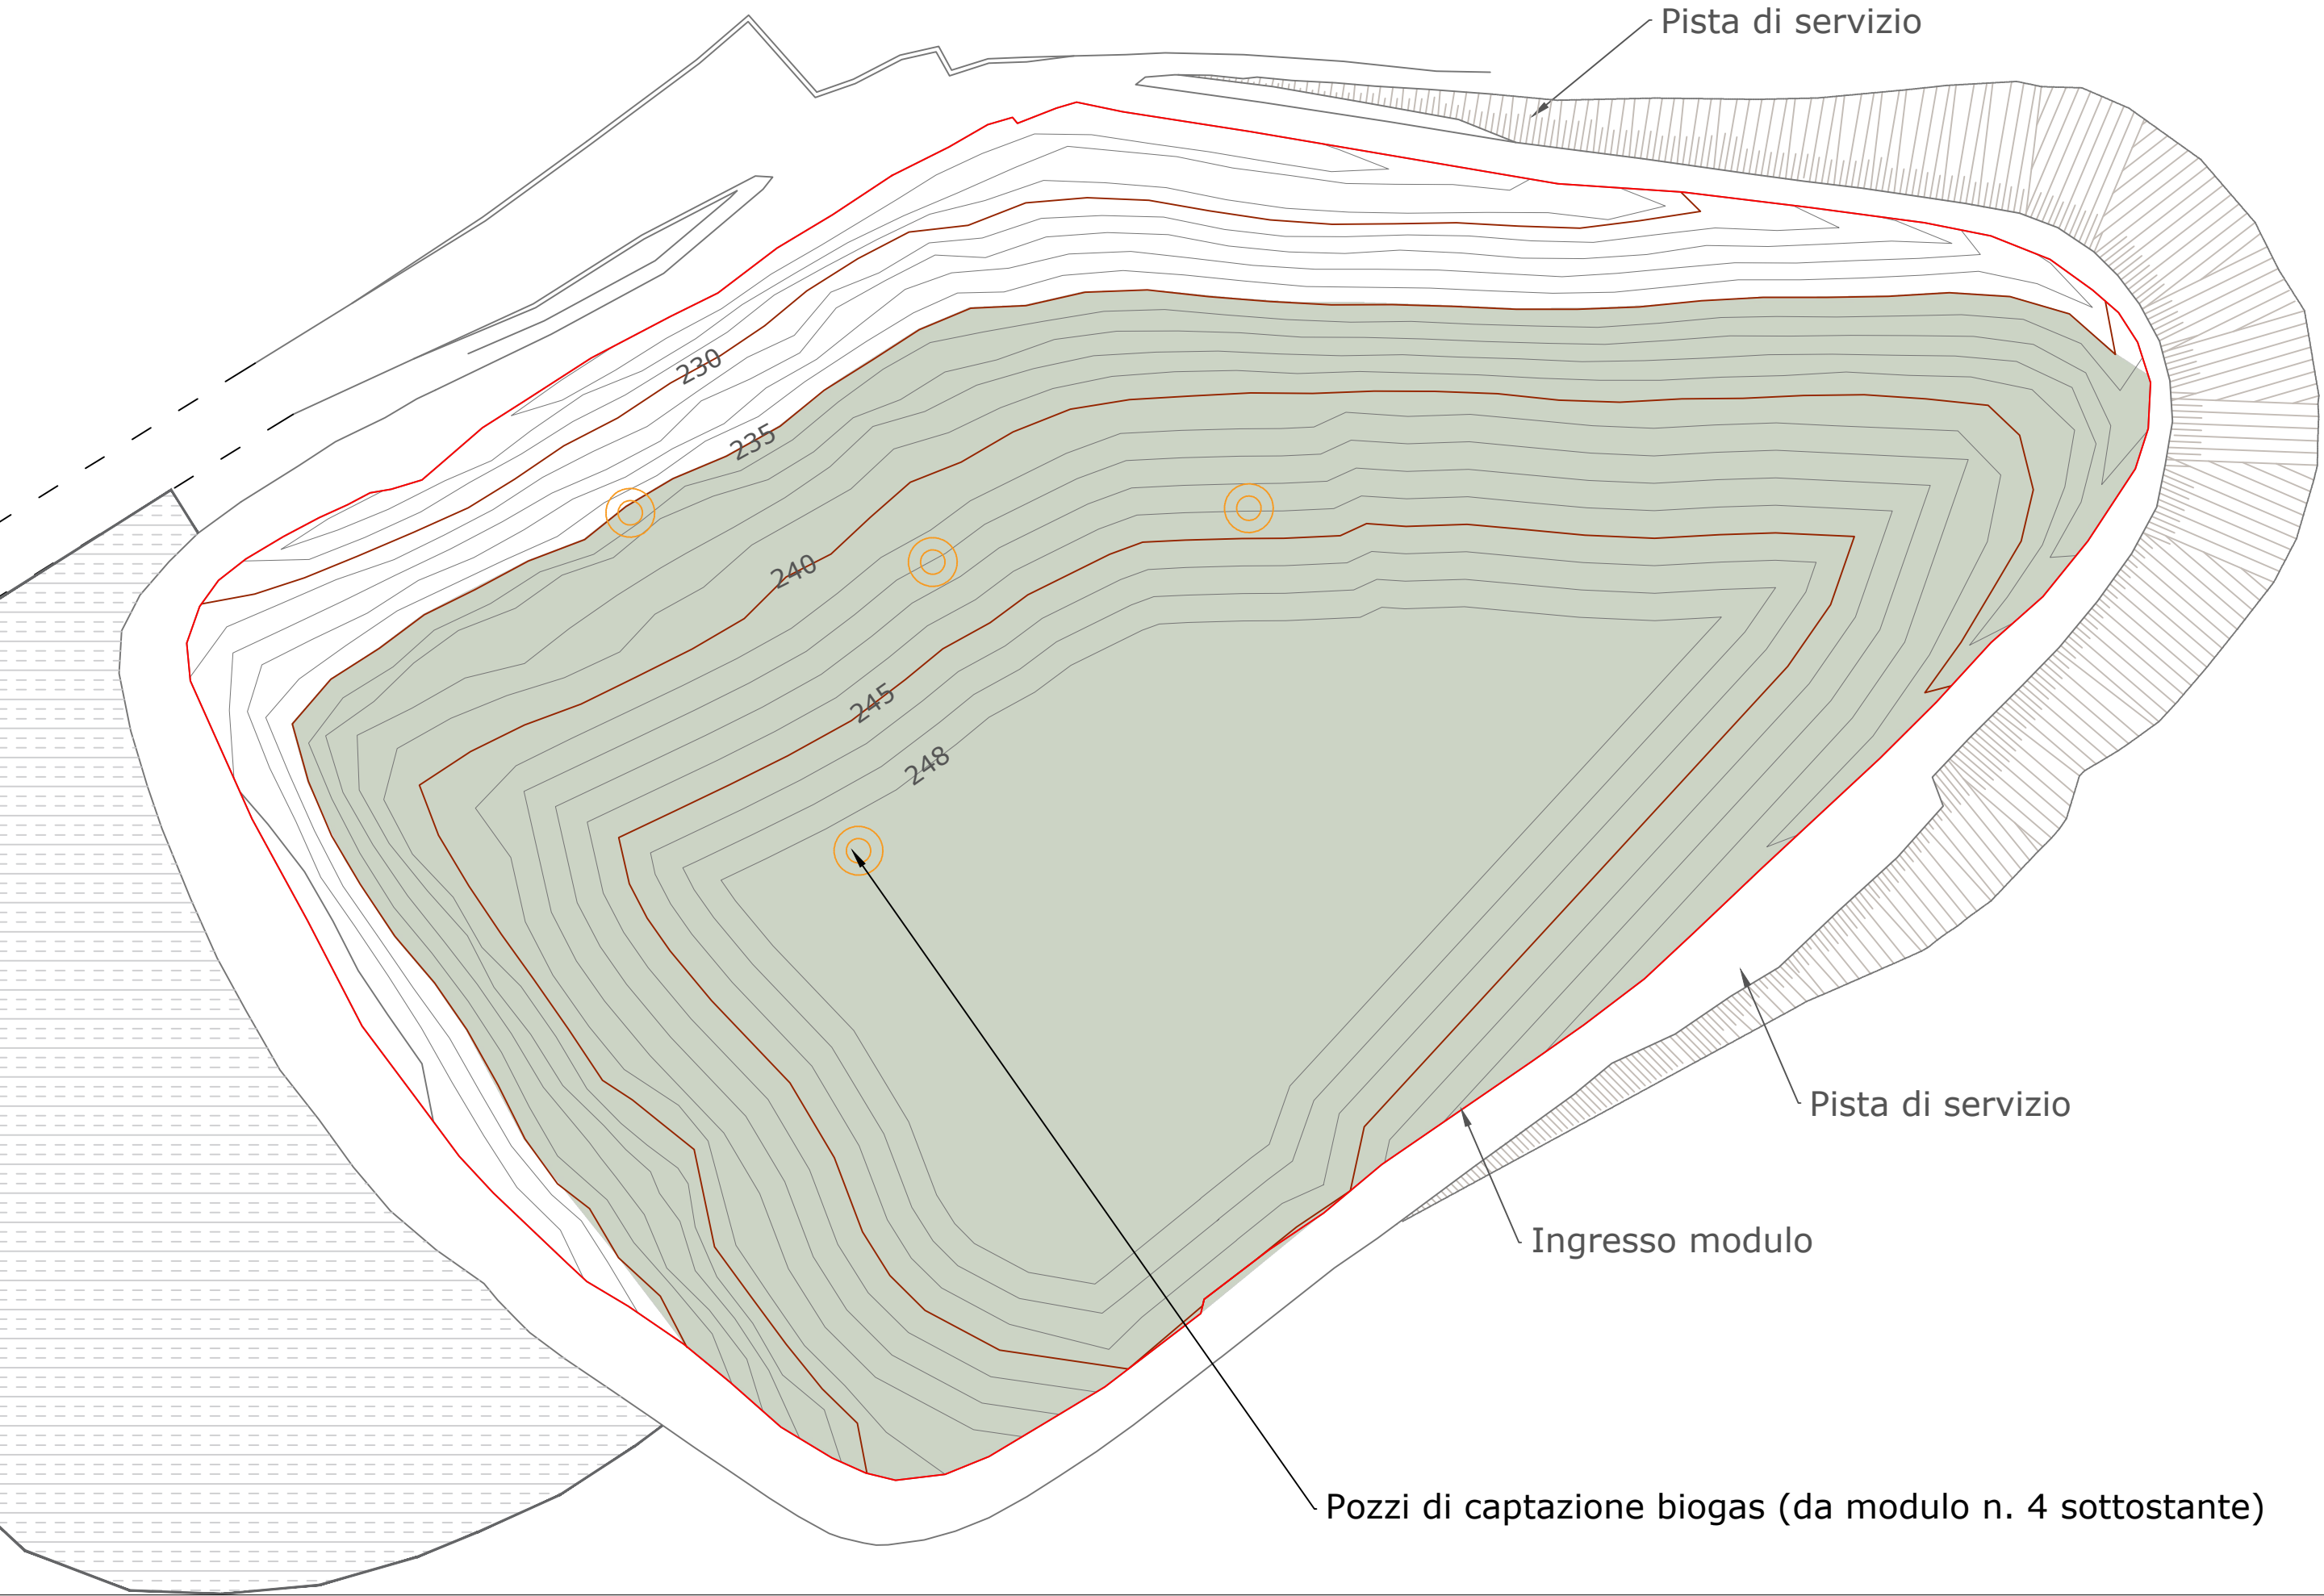 Pista di servizio
230
235
240
245
248
Pista di servizio
Ingresso modulo
Pozzi di captazione biogas (da modulo n. 4 sottostante)